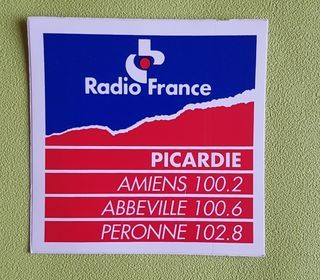 Radio France
PICARDIE
AMIENS 100.2
ABBEVILLE 100.6
PERONNE 102.8